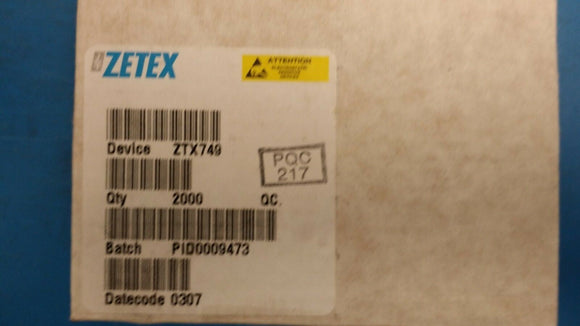 ZETEX
ATTENTION
Device ZTX749
PQC
217
Qty 2000 QC.
Batch PID0009473
Datecode 0307